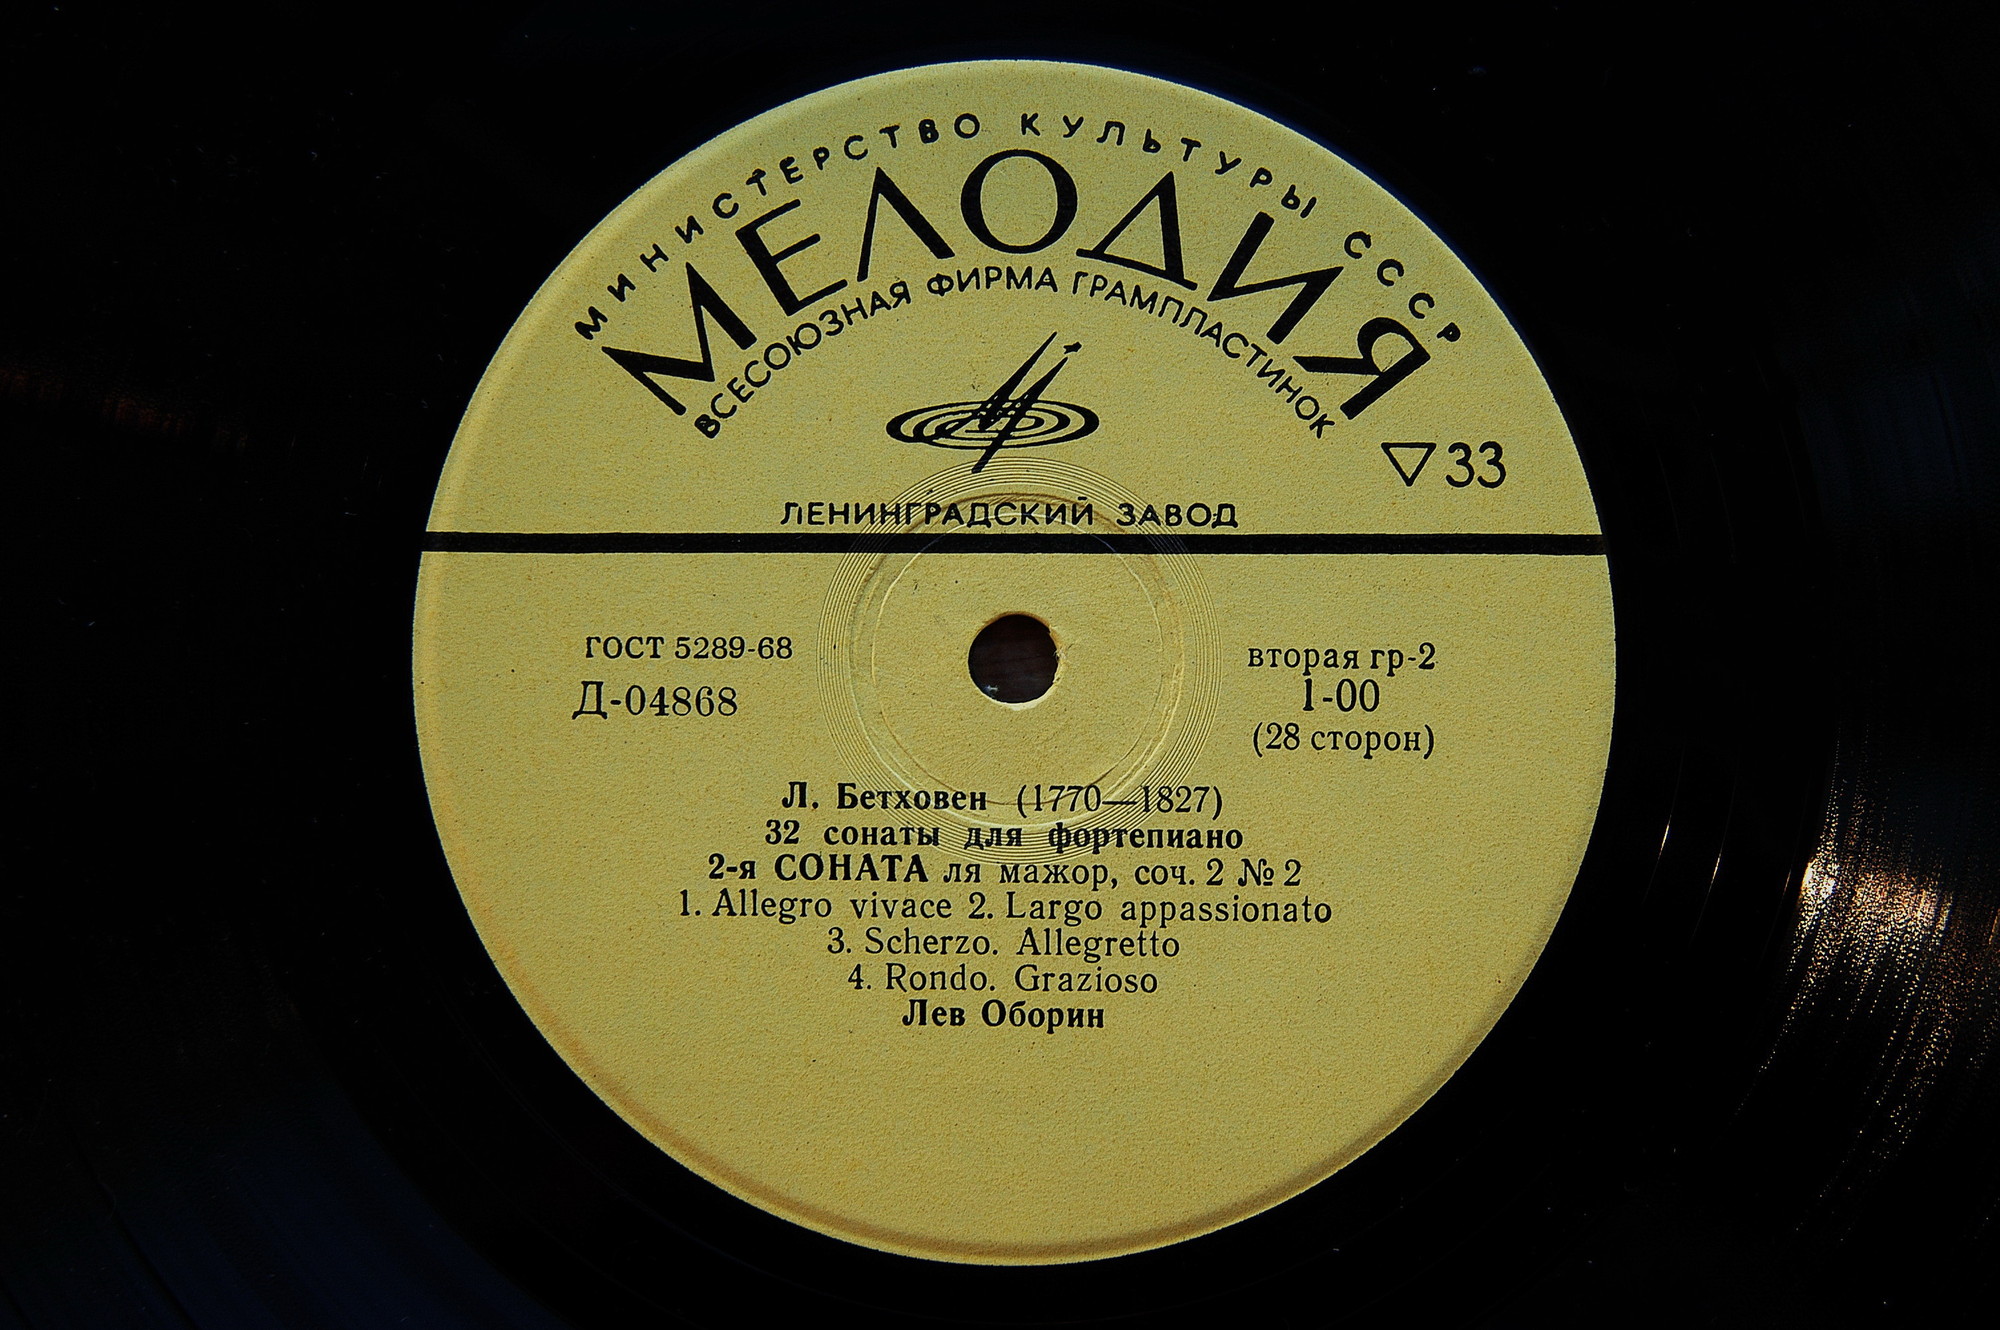 МИНИСТЕРСТВО КУЛЬТУРЫ СССР
МЕЛОДИЯ
ВСЕСОЮЗНАЯ ФИРМА ГРАМПЛАСТИНОК
▽33
ЛЕНИНГРАДСКИЙ ЗАВОД
ГОСТ 5289-68
Д-04868
вторая гр-2
1-00
(28 сторон)
Л. Бетховен (1770—1827)
32 сонаты для фортепиано
2-я СОНАТА ля мажор, соч. 2 № 2
1. Allegro vivace 2. Largo appassionato
3. Scherzo. Allegretto
4. Rondo. Grazioso
Лев Оборин